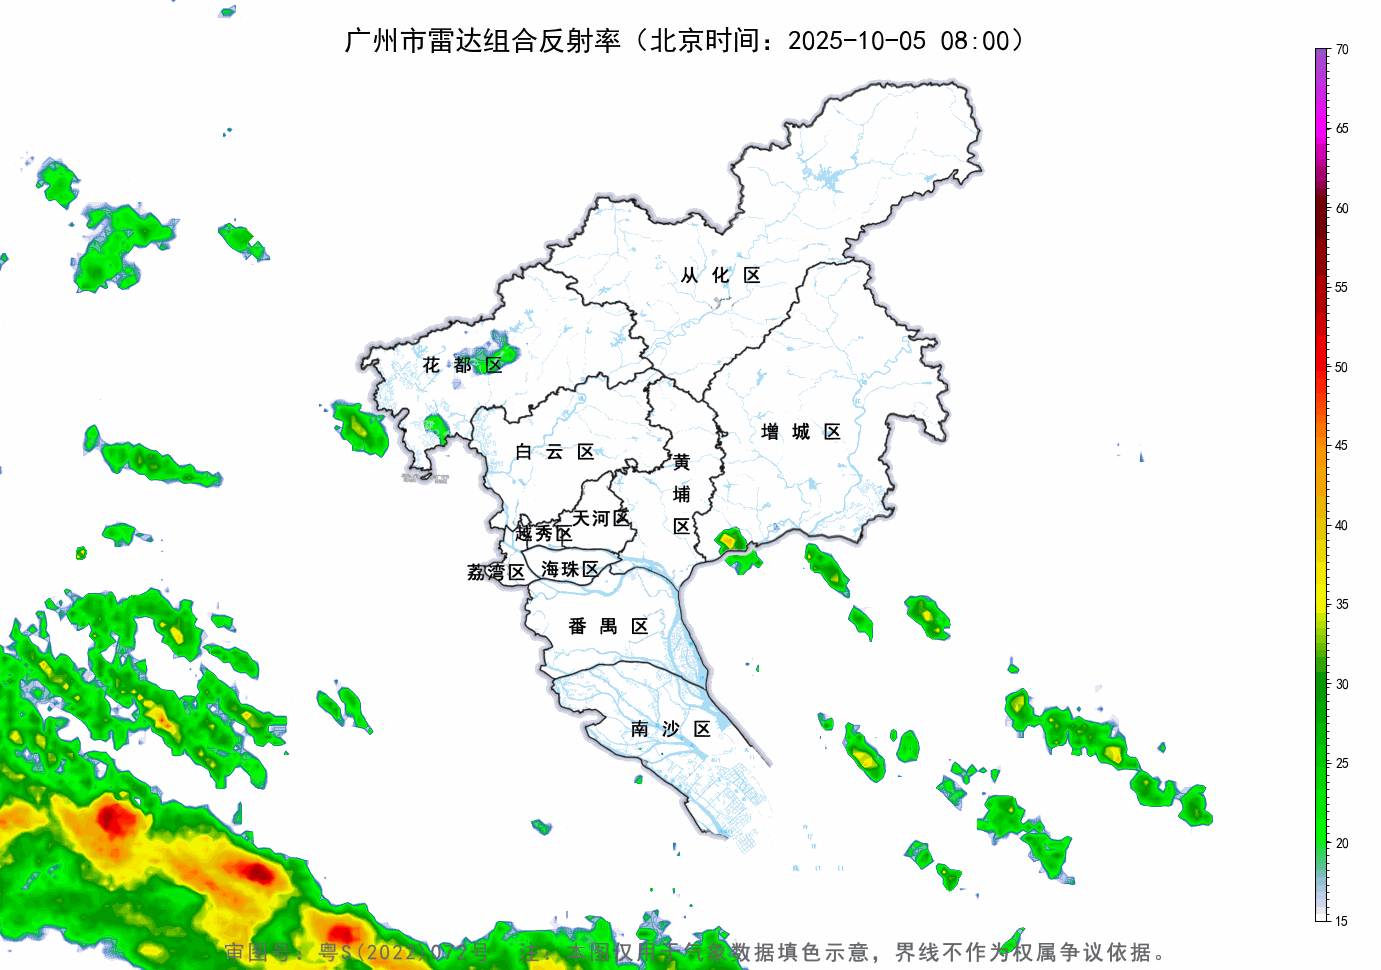 广州市雷达组合反射率（北京时间：2025-10-05 08:00）
70
65
60
55
50
45
40
35
30
25
20
15
从化区
花都区
增城区
白云区
黄埔区
天河区
越秀区
荔湾区
海珠区
番禺区
南沙区
审图号：粤S(2022)072号 注：本图仅用于气象数据填色示意，界线不作为权属争议依据。